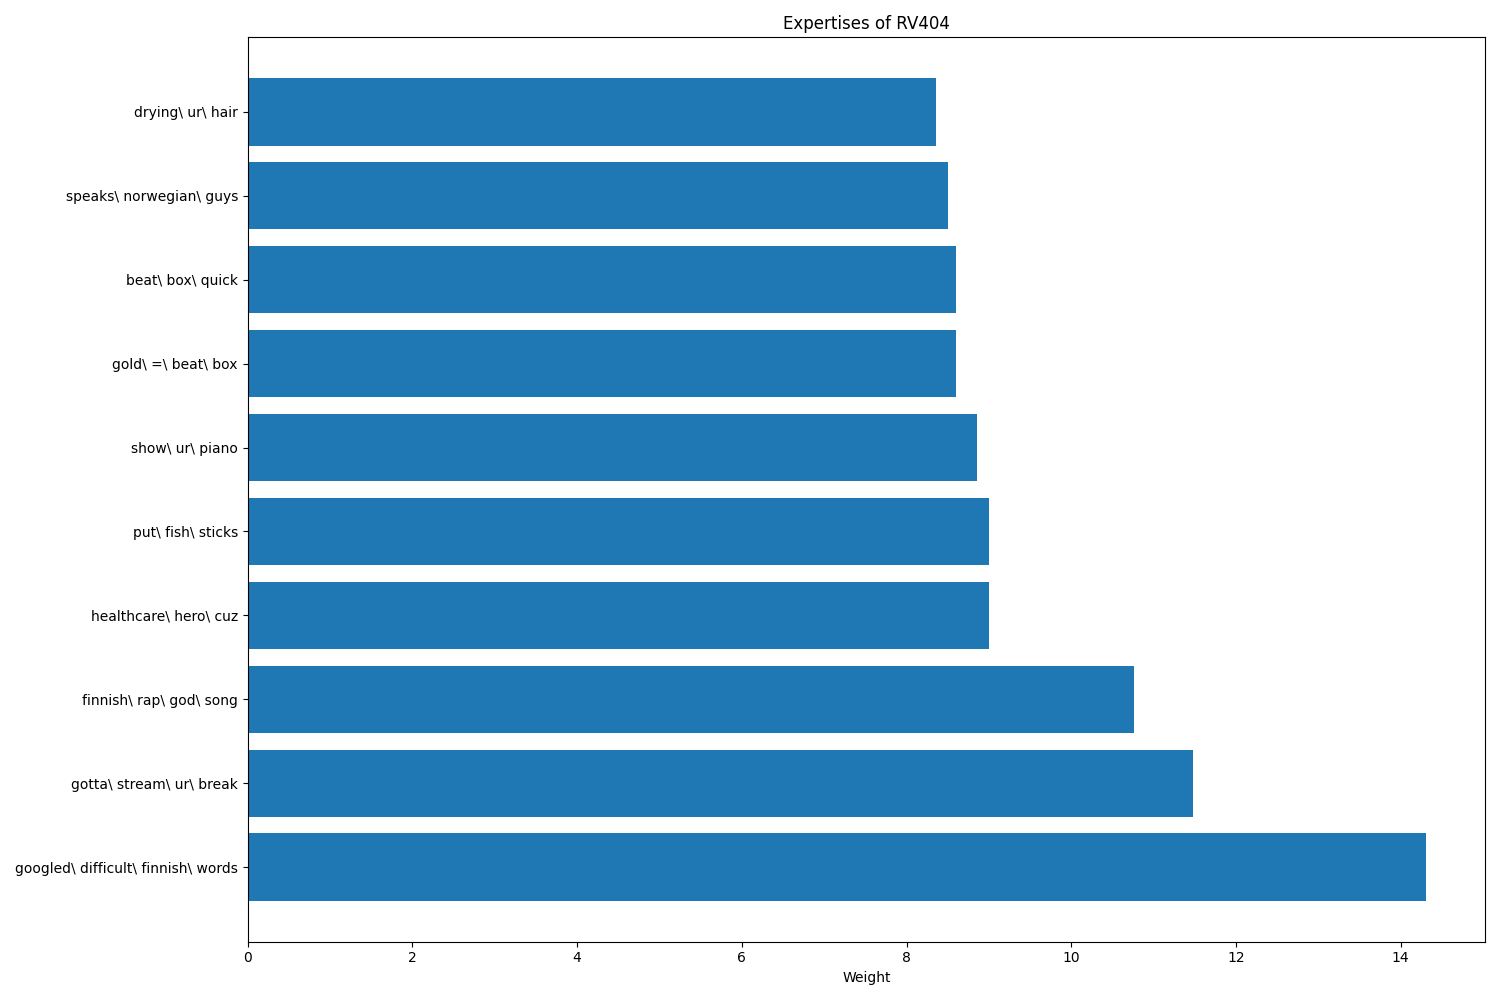 Expertises of RV404
drying\ ur\ hair
speaks\ norwegian\ guys
beat\ box\ quick
gold\ =\ beat\ box
show\ ur\ piano
put\ fish\ sticks
healthcare\ hero\ cuz
finnish\ rap\ god\ song
gotta\ stream\ ur\ break
googled\ difficult\ finnish\ words
0 2 4 6 8 10 12 14
Weight